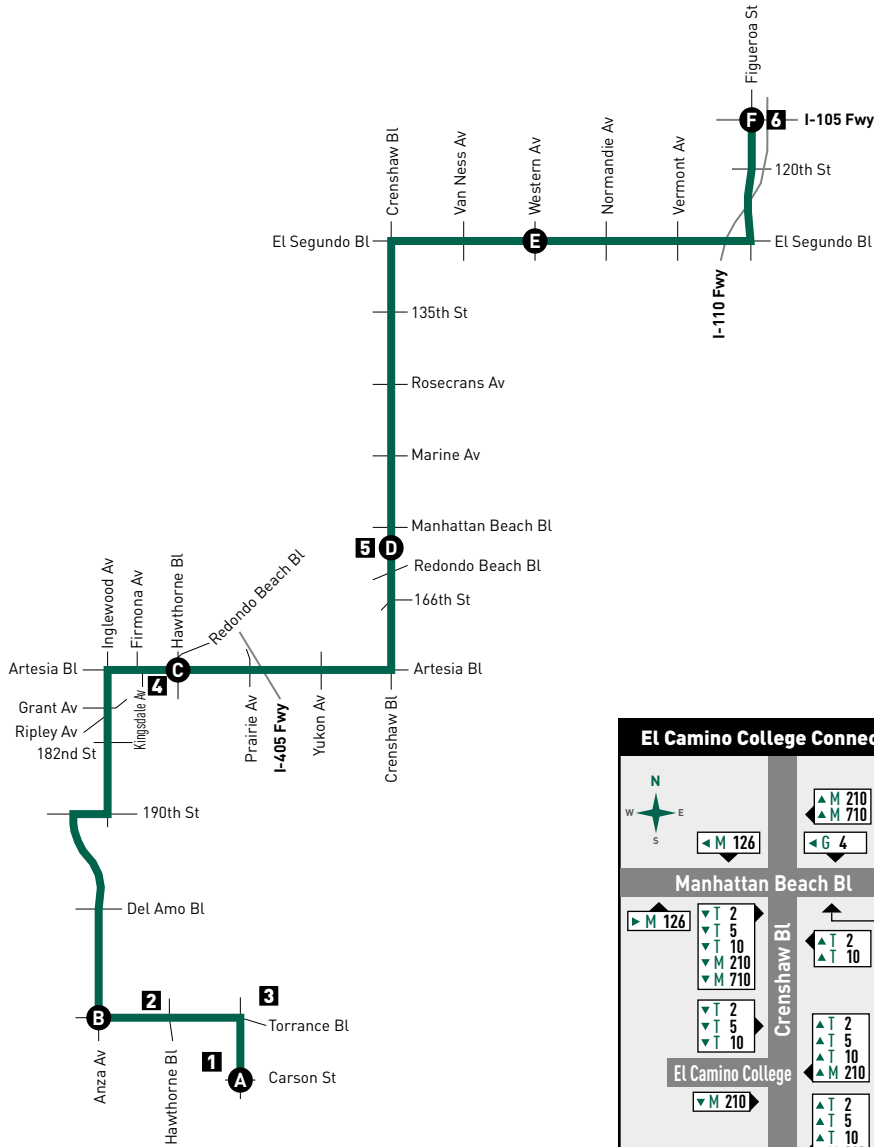 Figueroa St
F 6 I-105 Fwy
120th St
Crenshaw Bl
Van Ness Av
Western Av
Normandie Av
Vermont Av
El Segundo Bl
E
El Segundo Bl
I-110 Fwy
135th St
Rosecrans Av
Marine Av
Manhattan Beach Bl
5 D
Redondo Beach Bl
166th St
Inglewood Av
Firmona Av
Hawthorne Bl
Redondo Beach Bl
Artesia Bl
C
Artesia Bl
4
Grant Av
Ripley Av
182nd St
Kingsdale Av
Prairie Av
I-405 Fwy
Yukon Av
Crenshaw Bl
190th St
Del Amo Bl
B
2
3
Torrance Bl
1
A
Carson St
Anza Av
Hawthorne Bl
El Camino College Connec
N
W E
S
▲ M 210
▲ M 710
◄ M 126
◄ G 4
Manhattan Beach Bl
► M 126
▼ T 2
▼ T 5
▼ T 10
▼ M 210
▼ M 710
▲ T 2
▲ T 10
Crenshaw Bl
▼ T 2
▼ T 5
▼ T 10
▲ T 2
▲ T 5
▲ T 10
▲ M 210
El Camino College
▼ M 210
▲ T 2
▲ T 5
▲ T 10